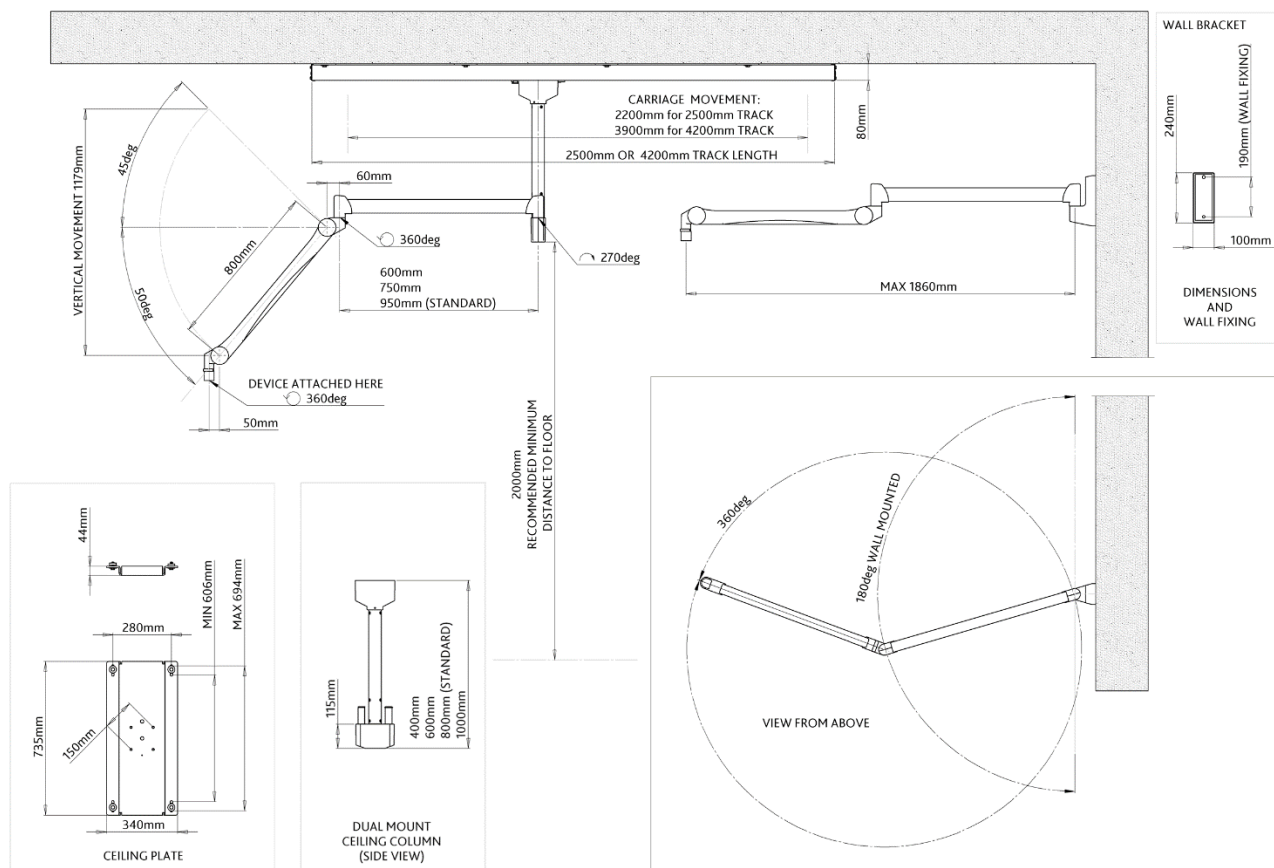 WALL BRACKET
240mm
190mm (WALL FIXING)
100mm
DIMENSIONS
AND
WALL FIXING
CARRIAGE MOVEMENT:
2200mm for 2500mm TRACK
3900mm for 4200mm TRACK
2500mm OR 4200mm TRACK LENGTH
80mm
45deg
VERTICAL MOVEMENT 1179mm
50deg
60mm
800mm
360deg
270deg
600mm
750mm
950mm (STANDARD)
DEVICE ATTACHED HERE
360deg
50mm
MAX 1860mm
2000mm
RECOMMENDED MINIMUM
DISTANCE TO FLOOR
360deg
180deg WALL MOUNTED
VIEW FROM ABOVE
44mm
280mm
MIN 606mm
MAX 694mm
735mm
150mm
340mm
CEILING PLATE
115mm
400mm
600mm
800mm (STANDARD)
1000mm
DUAL MOUNT
CEILING COLUMN
(SIDE VIEW)